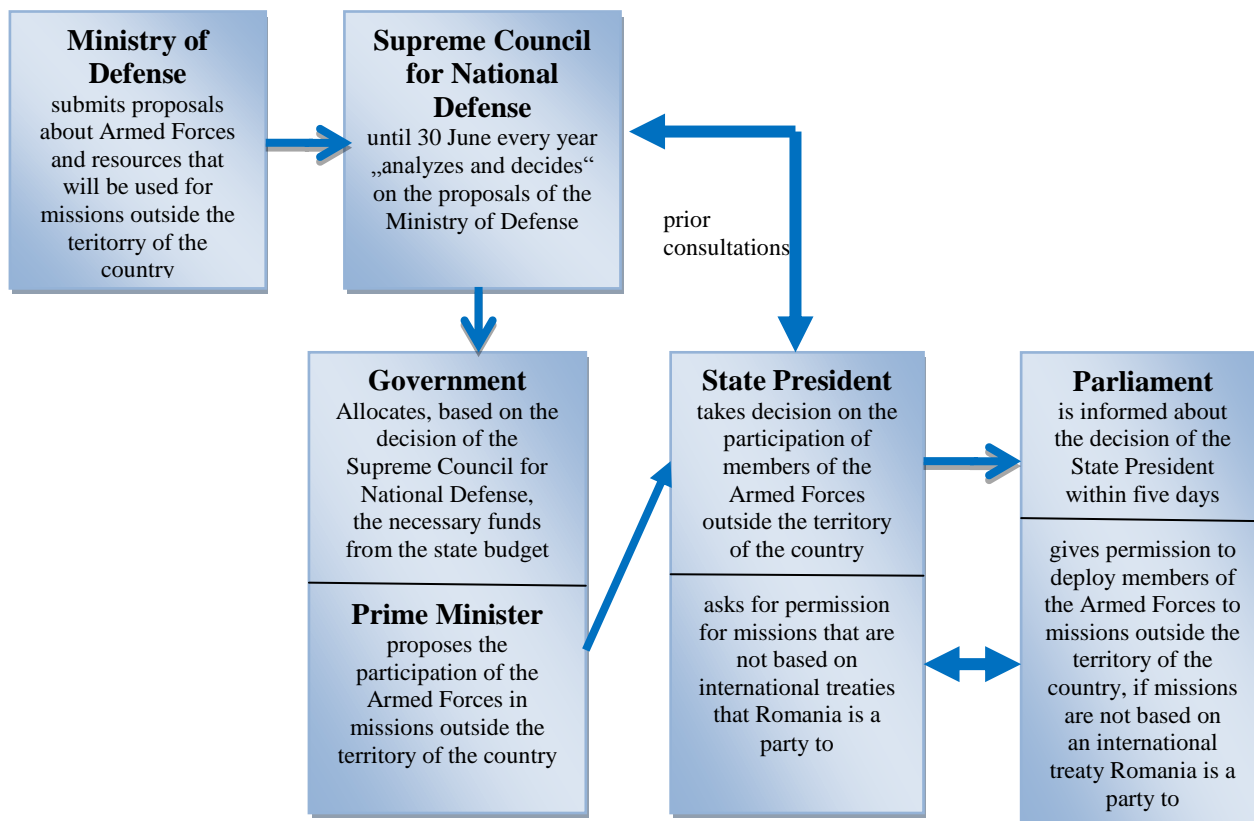 Ministry of
Defense
submits proposals
about Armed Forces
and resources that
will be used for
missions outside the
teritorry of the
country
Supreme Council
for National
Defense
until 30 June every year
„analyzes and decides“
on the proposals of the
Ministry of Defense
prior
consultations
Government
Allocates, based on the
decision of the
Supreme Council for
National Defense,
the necessary funds
from the state budget
Prime Minister
proposes the
participation of the
Armed Forces in
missions outside the
territory of the country
State President
takes decision on the
participation of
members of the
Armed Forces
outside the territory
of the country
asks for permission
for missions that are
not based on
international treaties
that Romania is a
party to
Parliament
is informed about
the decision of the
State President
within five days
gives permission to
deploy members of
the Armed Forces to
missions outside the
territory of the
country, if missions
are not based on
an international
treaty Romania is a
party to